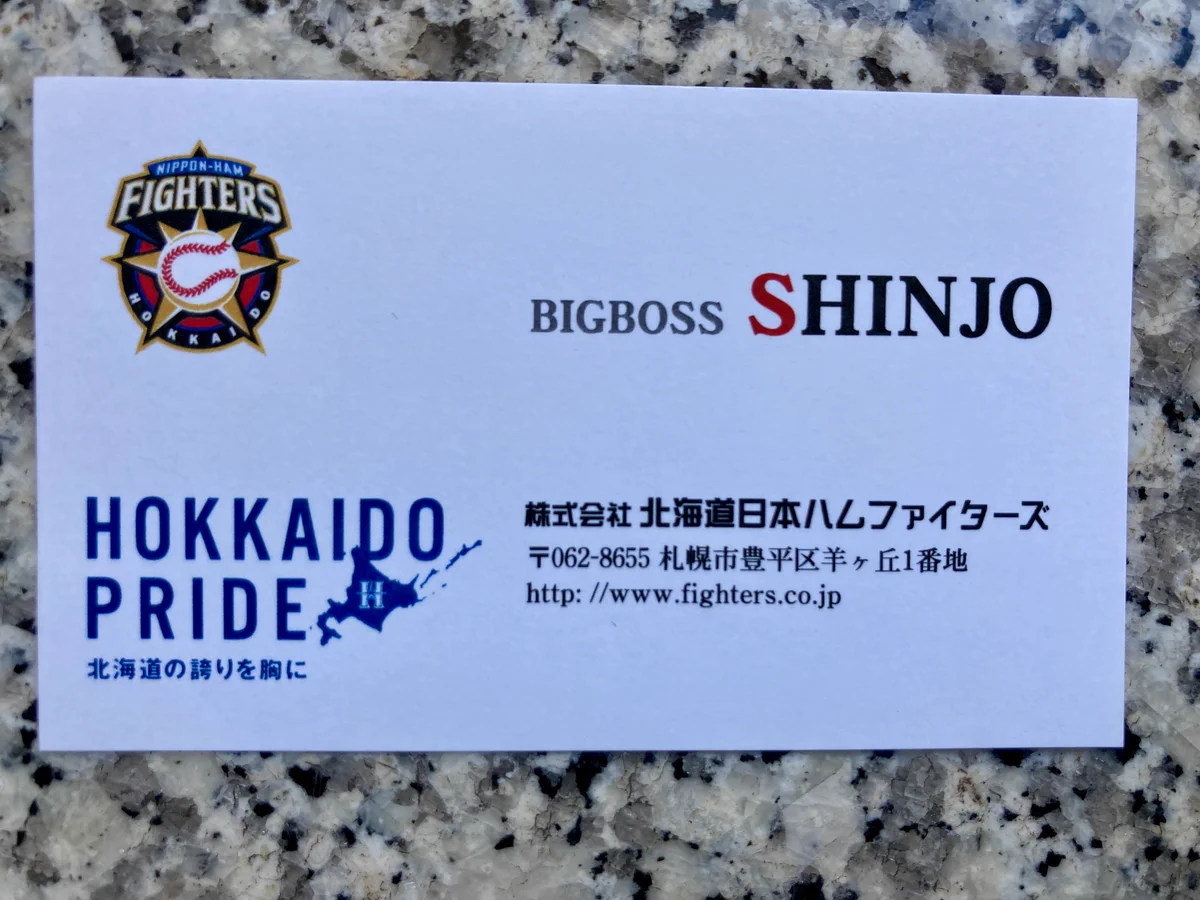 NIPPON-HAM
FIGHTERS
HOKKAIDO
BIGBOSS SHINJO
HOKKAIDO
PRIDE
H
北海道の誇りを胸に
株式会社 北海道日本ハムファイターズ
〒062-8655 札幌市豊平区羊ヶ丘1番地
http: //www.fighters.co.jp